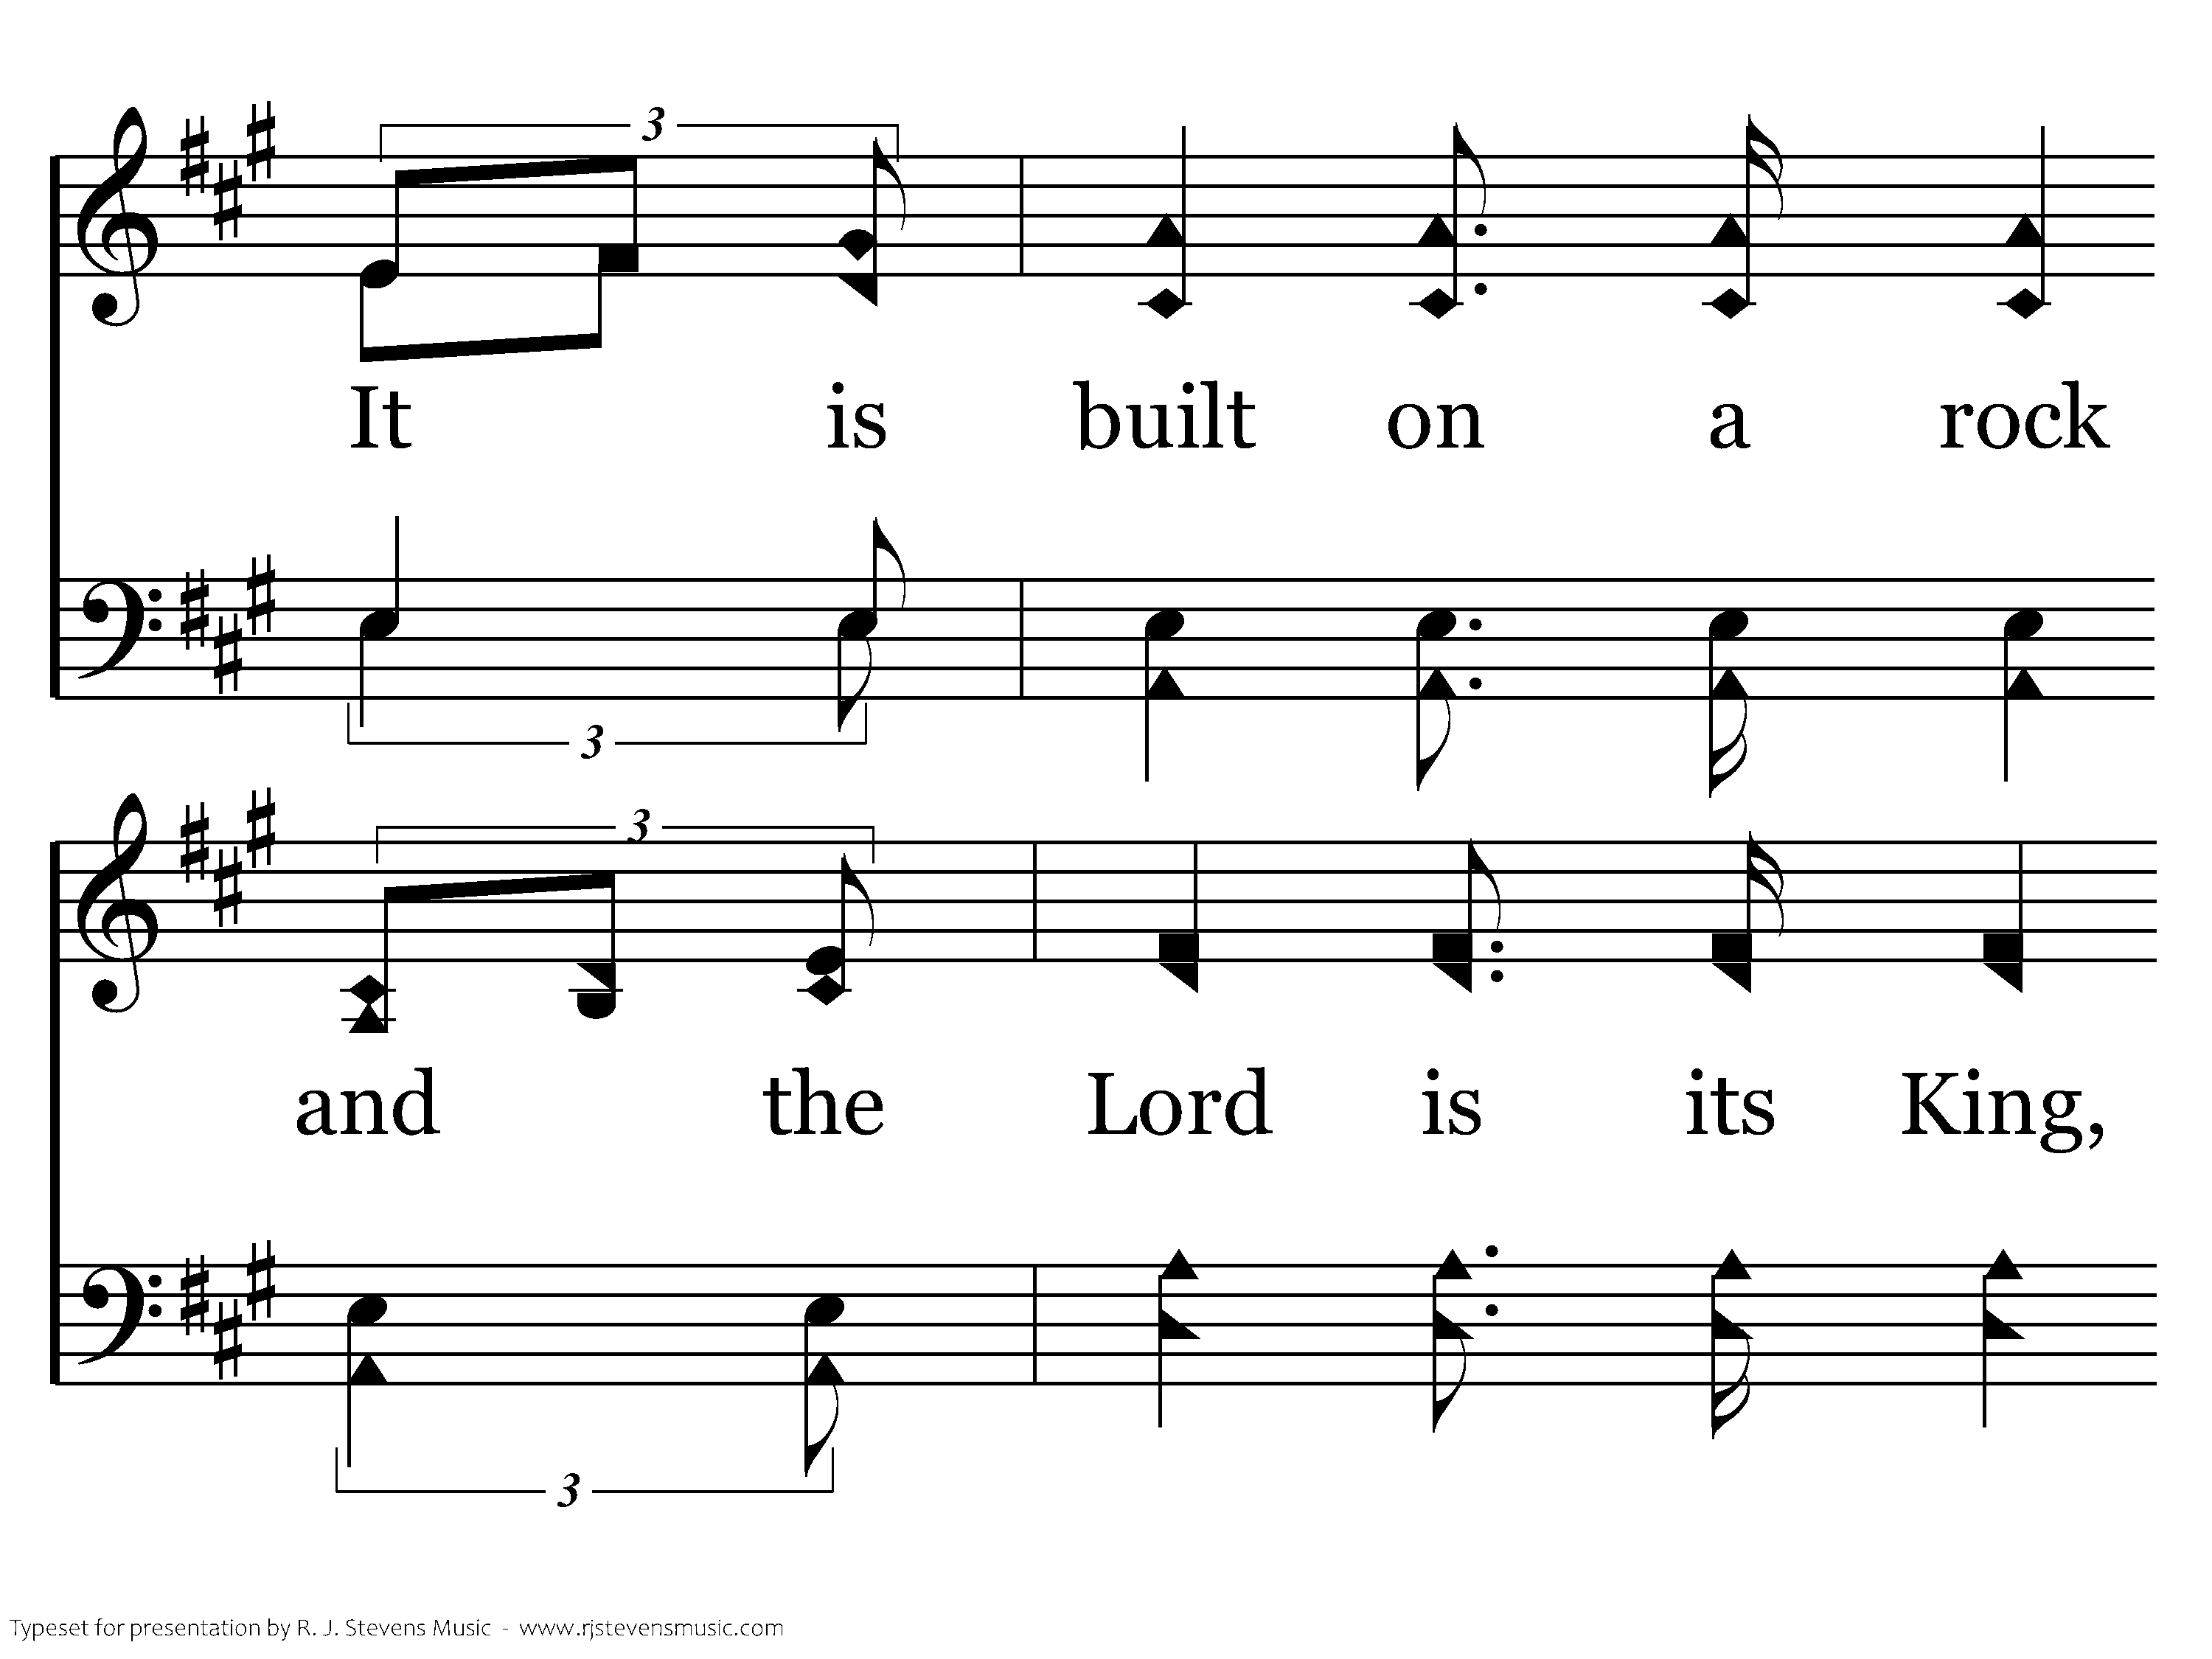 3
It is built on a rock
3
3
and the Lord is its King,
3
Typeset for presentation by R. J. Stevens Music - www.rjstevensmusic.com